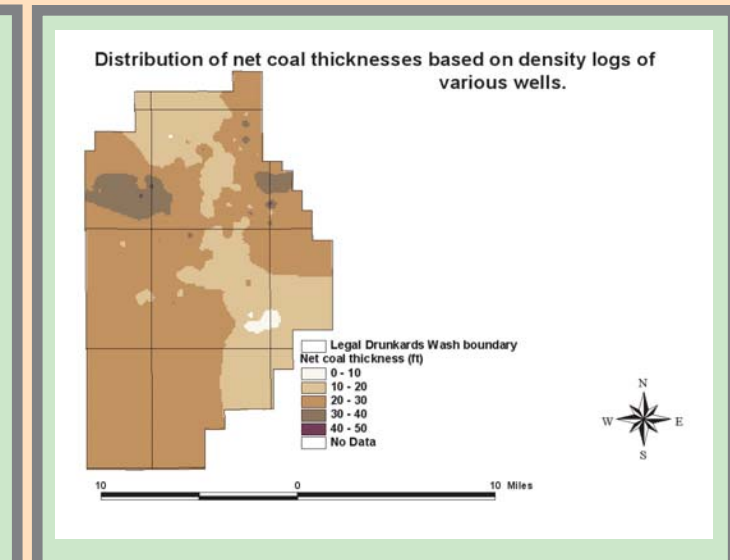 Distribution of net coal thicknesses based on density logs of
various wells.
Legal Drunkards Wash boundary
Net coal thickness (ft)
0 - 10
10 - 20
20 - 30
30 - 40
40 - 50
No Data
N
W E
S
10 0 10 Miles